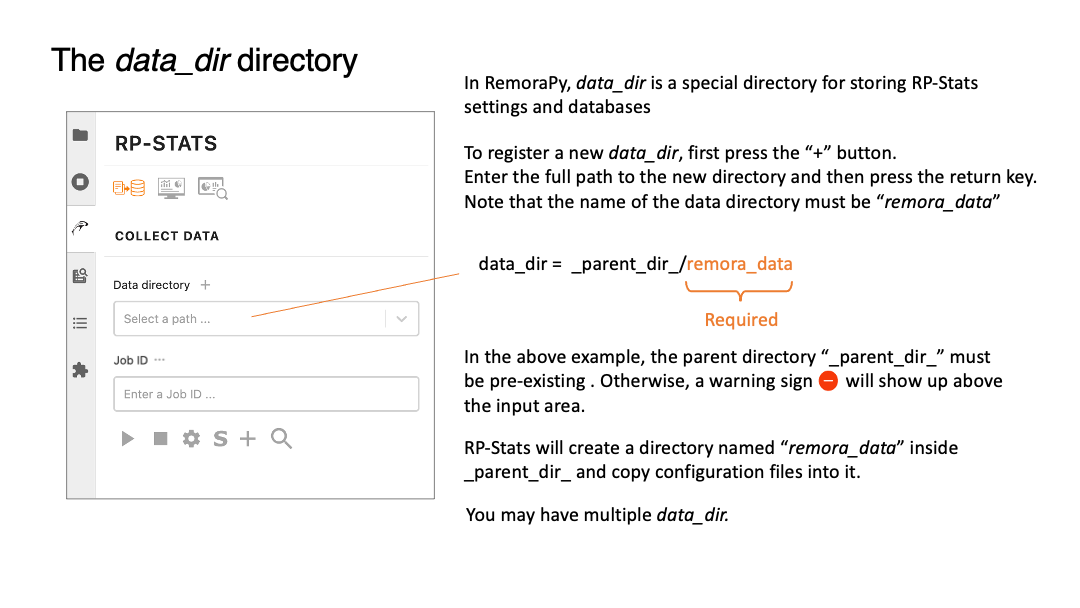 The data_dir directory
RP-STATS
COLLECT DATA
Data directory +
Select a path ...
Job ID ...
Enter a Job ID ...
S
In RemoraPy, data_dir is a special directory for storing RP-Stats
settings and databases
To register a new data_dir, first press the “+” button.
Enter the full path to the new directory and then press the return key.
Note that the name of the data directory must be “remora_data”
data_dir = _parent_dir_/remora_data
Required
In the above example, the parent directory “_parent_dir_” must
be pre-existing . Otherwise, a warning sign will show up above
the input area.
RP-Stats will create a directory named “remora_data” inside
_parent_dir_ and copy configuration files into it.
You may have multiple data_dir.